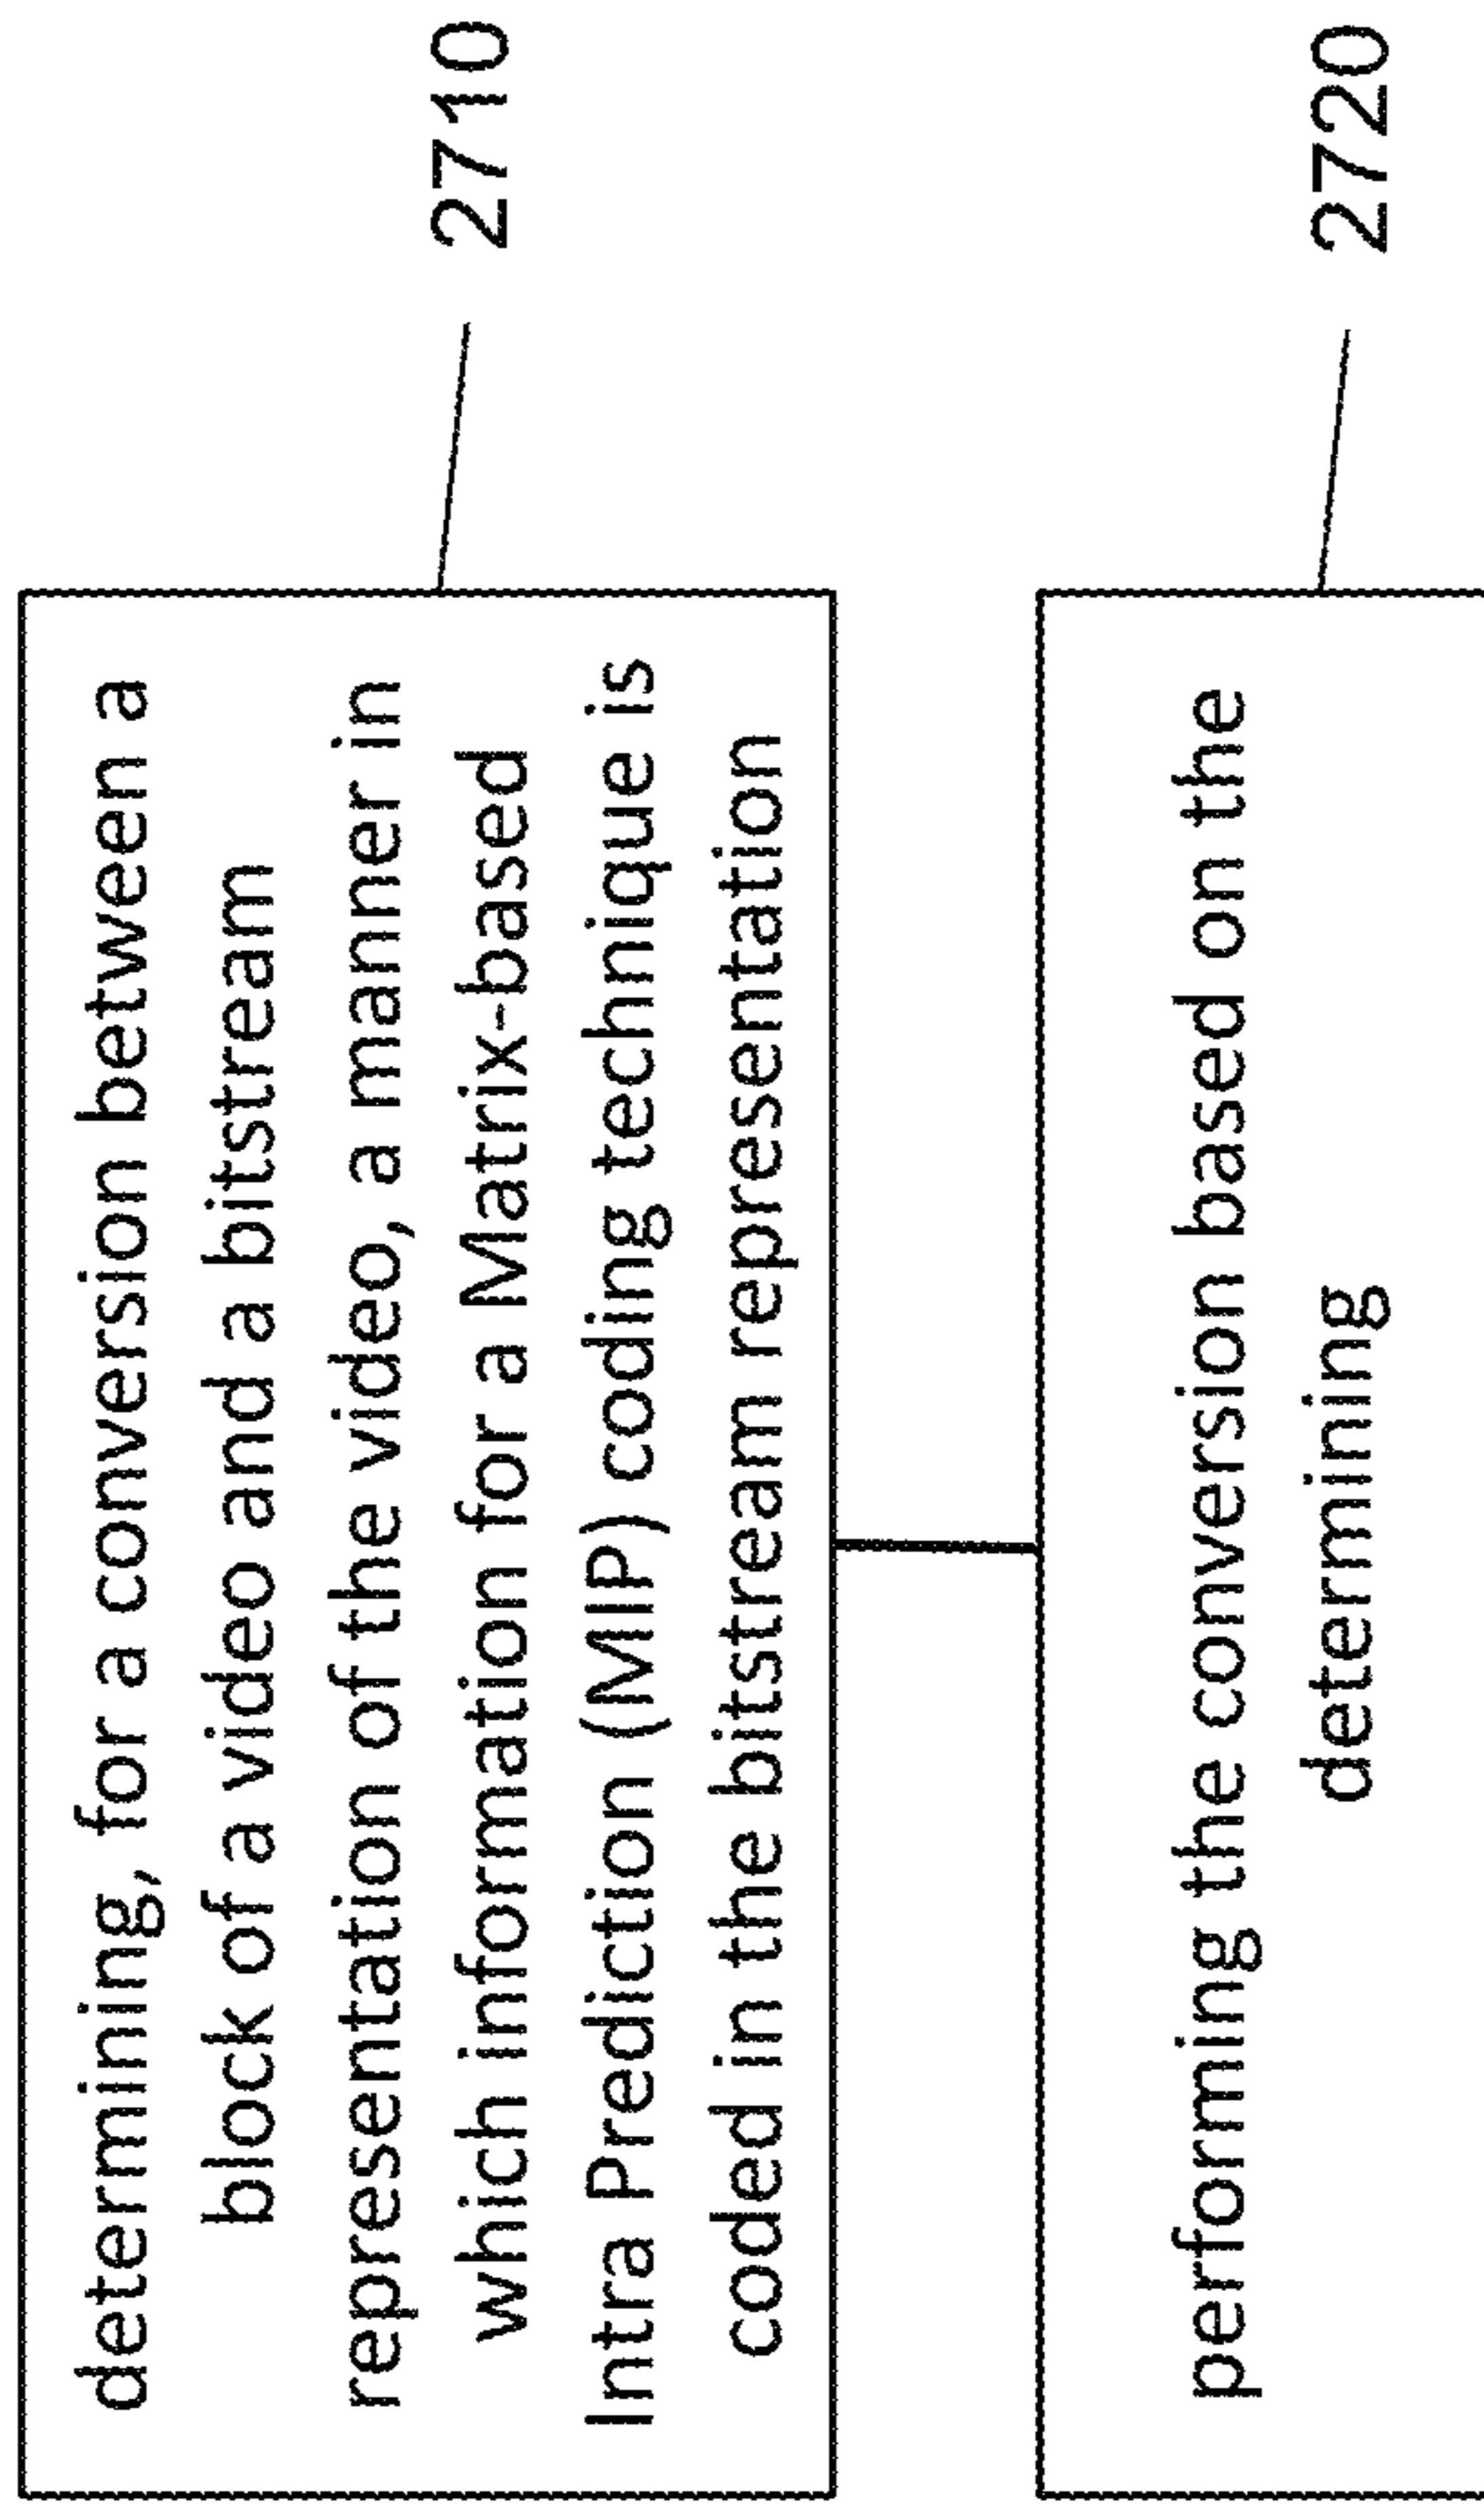 determining, for a conversion between a
block of a video and a bitstream
representation of the video, a manner in
which information for a Matrix-based
Intra Prediction (MIP) coding technique is
coded in the bitstream representation
2710
performing the conversion based on the
determining
2720